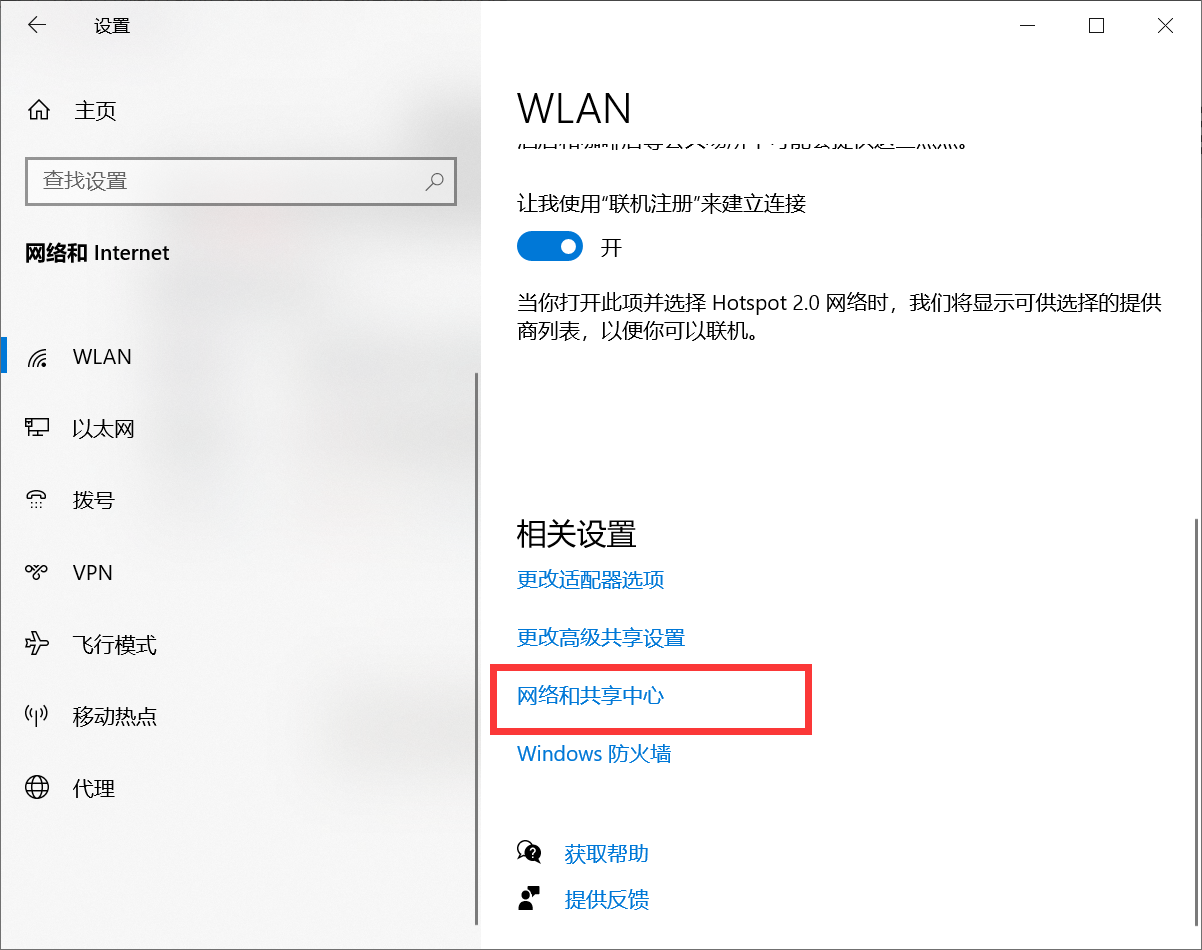 设置
主页
查找设置
网络和 Internet
WLAN
以太网
拨号
VPN
飞行模式
移动热点
代理
WLAN
让我使用“联机注册”来建立连接
开
当你打开此项并选择 Hotspot 2.0 网络时，我们将显示可供选择的提供
商列表，以便你可以联机。
相关设置
更改适配器选项
更改高级共享设置
网络和共享中心
Windows 防火墙
获取帮助
提供反馈